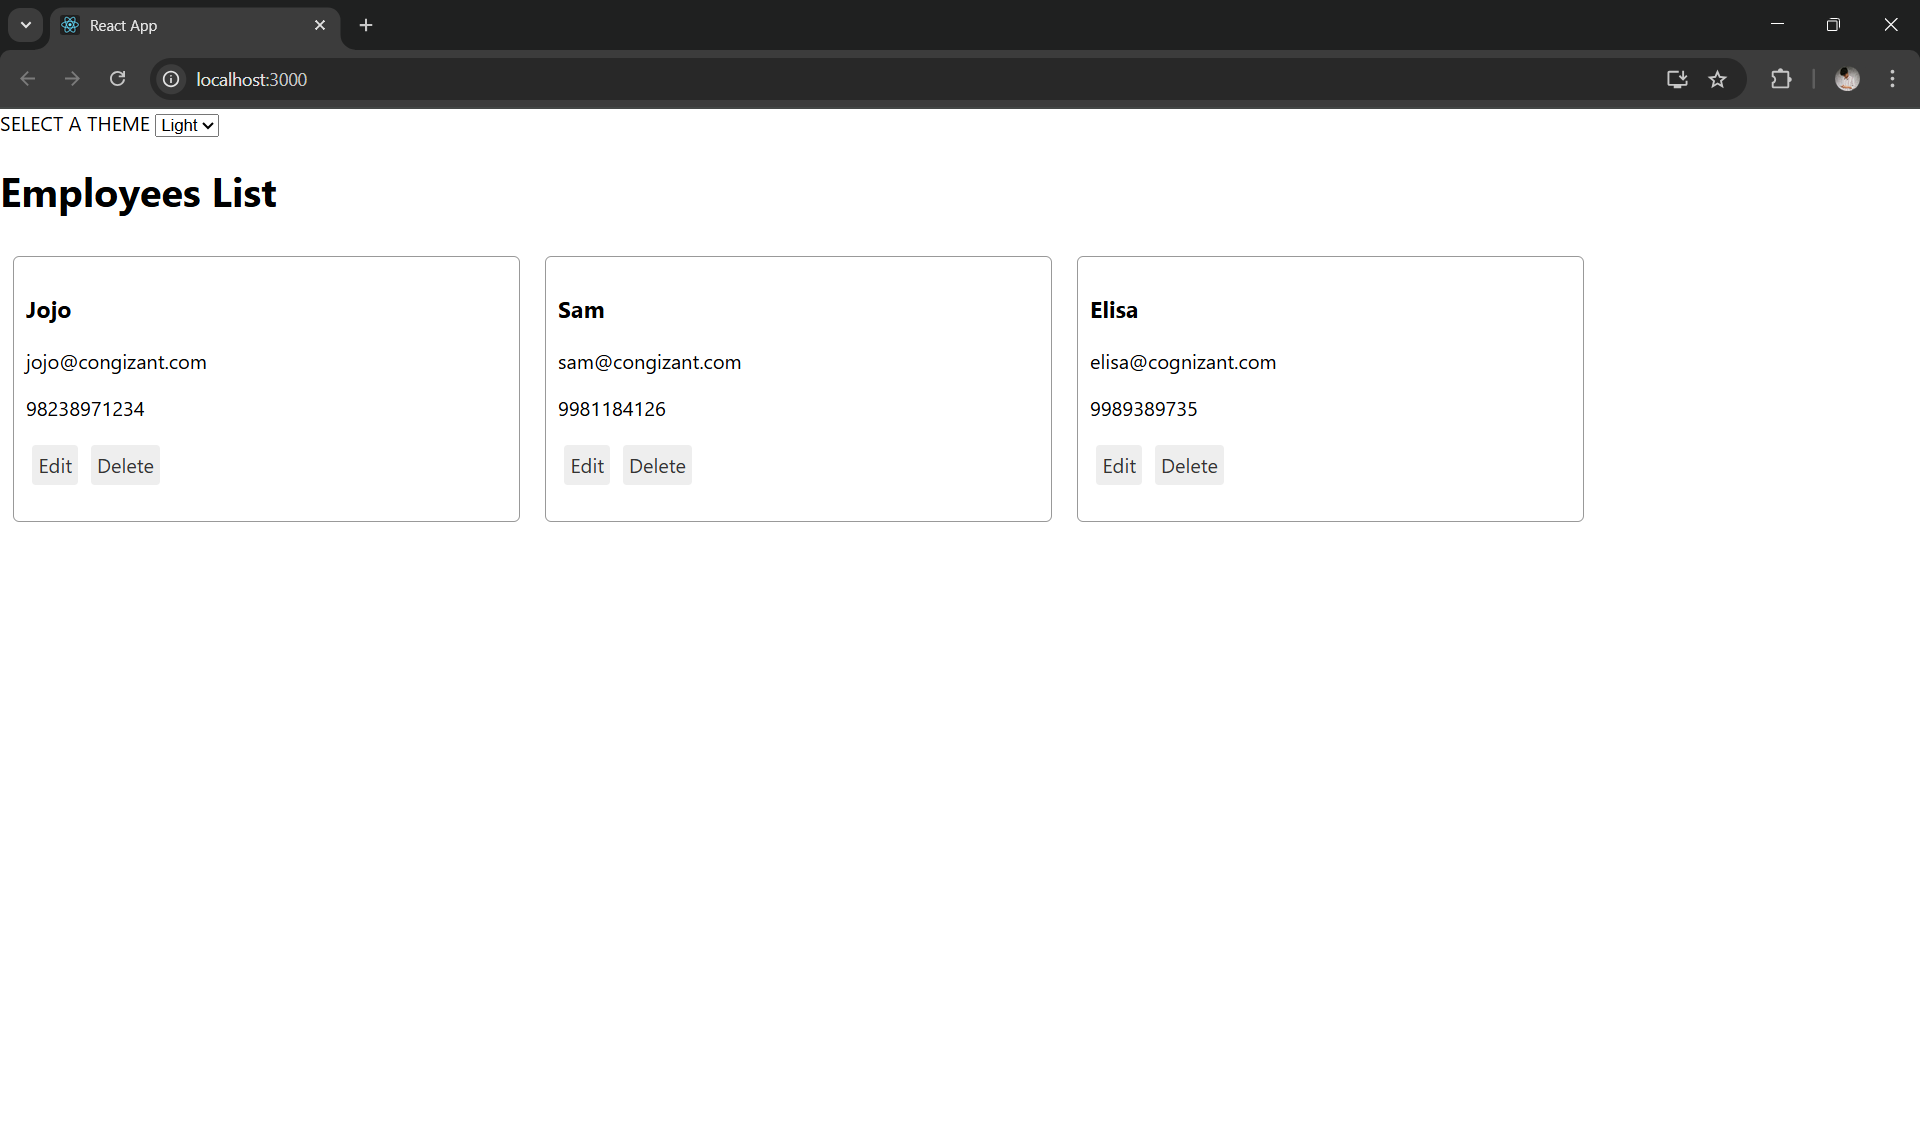 React App
localhost:3000
SELECT A THEME Light
Employees List
Jojo
jojo@congizant.com
98238971234
Edit Delete
Sam
sam@congizant.com
9981184126
Edit Delete
Elisa
elisa@cognizant.com
9989389735
Edit Delete